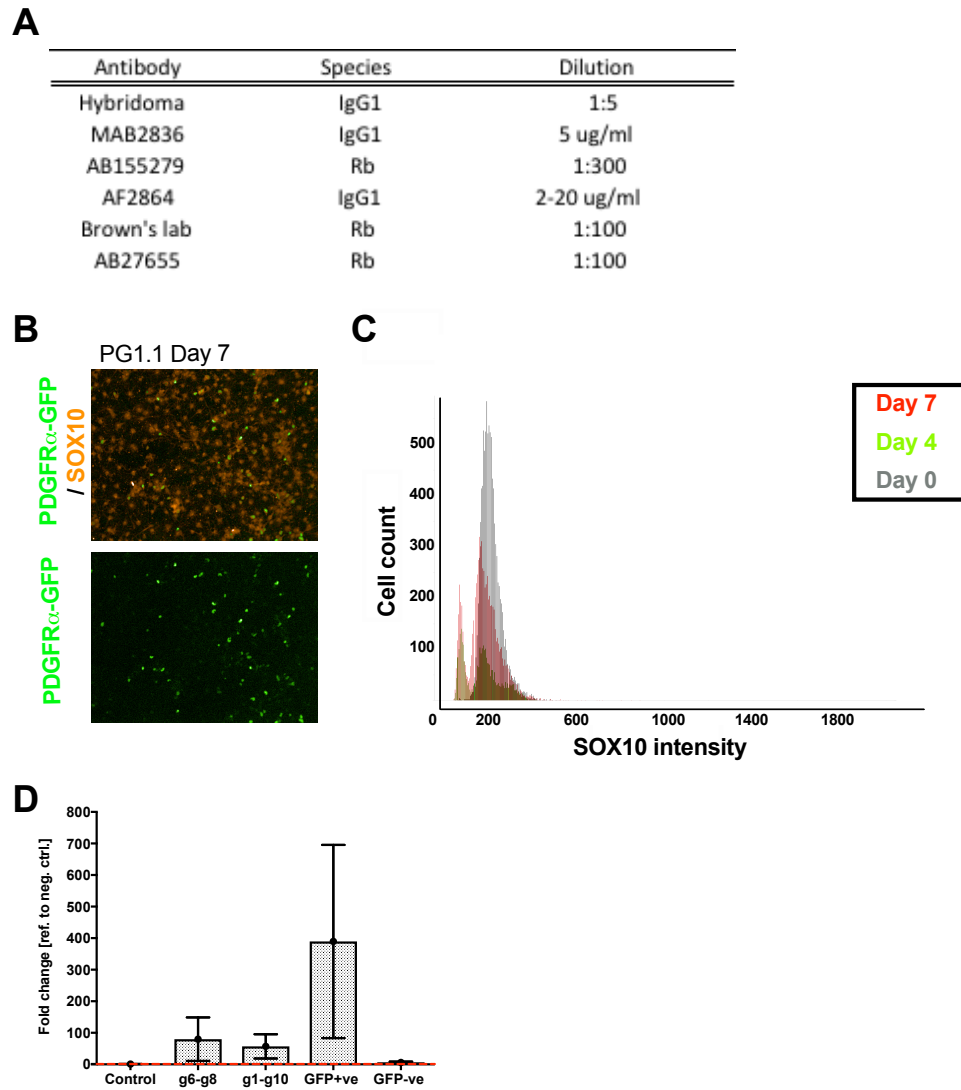 A
Antibody Species Dilution
Hybridoma IgG1 1:5
MAB2836 IgG1 5 ug/ml
AB155279 Rb 1:300
AF2864 IgG1 2-20 ug/ml
Brown's lab Rb 1:100
AB27655 Rb 1:100
B
PG1.1 Day 7
PDGFRα-GFP
/ SOX10
PDGFRα-GFP
C
Day 7
Day 4
Day 0
Cell count
500
400
300
200
100
0 200 600 1000 1400 1800
SOX10 intensity
D
Fold change [ref. to neg. ctrl.]
800
700
600
500
400
300
200
100
0
Control g6-g8 g1-g10 GFP+ve GFP-ve